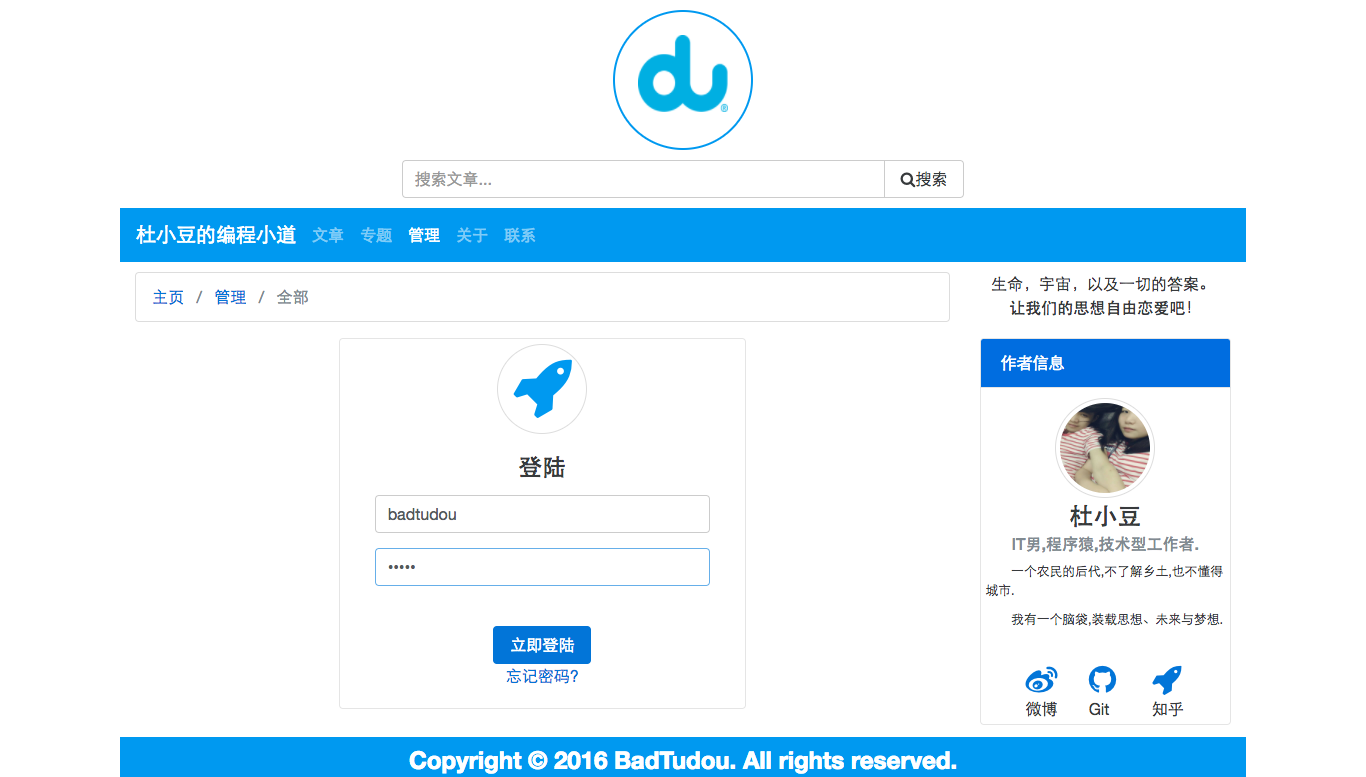 du®
搜索文章...
搜索
杜小豆的编程小道 文章 专题 管理 关于 联系
主页 / 管理 / 全部
生命，宇宙，以及一切的答案。
让我们的思想自由恋爱吧！
登陆
badtudou
•••••
立即登陆
忘记密码?
作者信息
杜小豆
IT男,程序猿,技术型工作者.
一个农民的后代,不了解乡土,也不懂得
城市.
我有一个脑袋,装载思想、未来与梦想.
微博 Git 知乎
Copyright © 2016 BadTudou. All rights reserved.